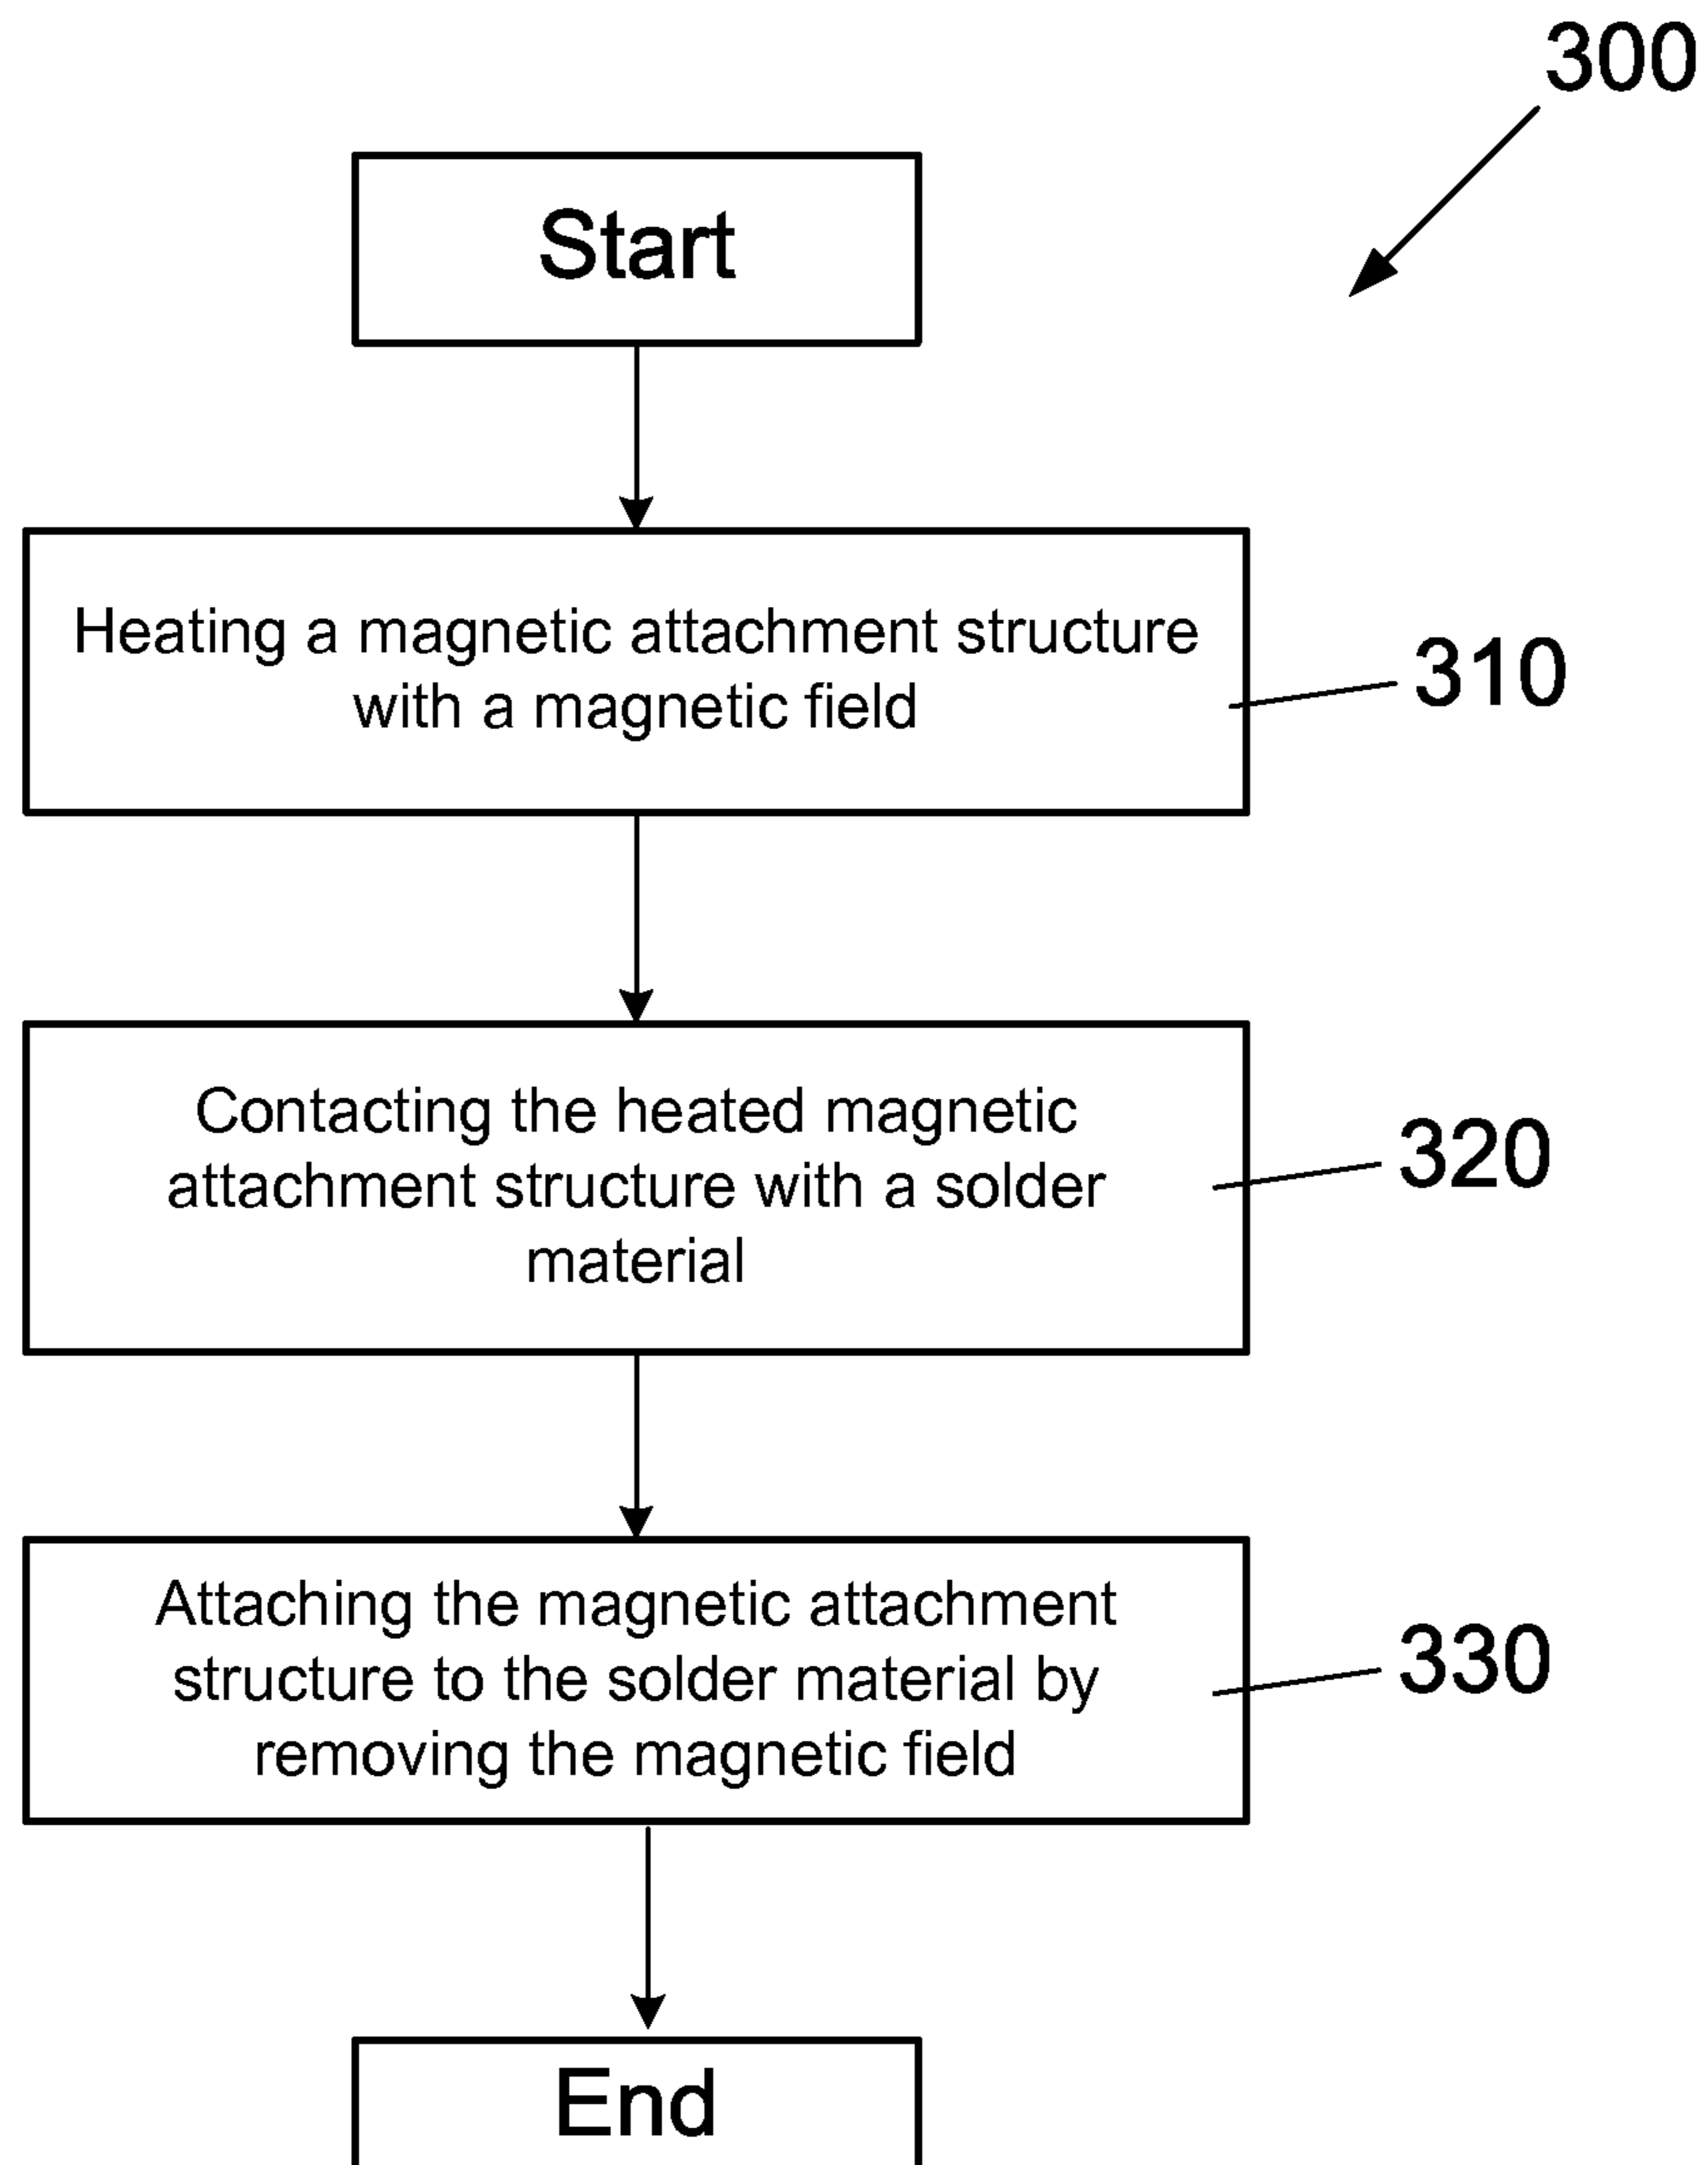 300
Start
Heating a magnetic attachment structure
with a magnetic field
310
Contacting the heated magnetic
attachment structure with a solder
material
320
Attaching the magnetic attachment
structure to the solder material by
removing the magnetic field
330
End